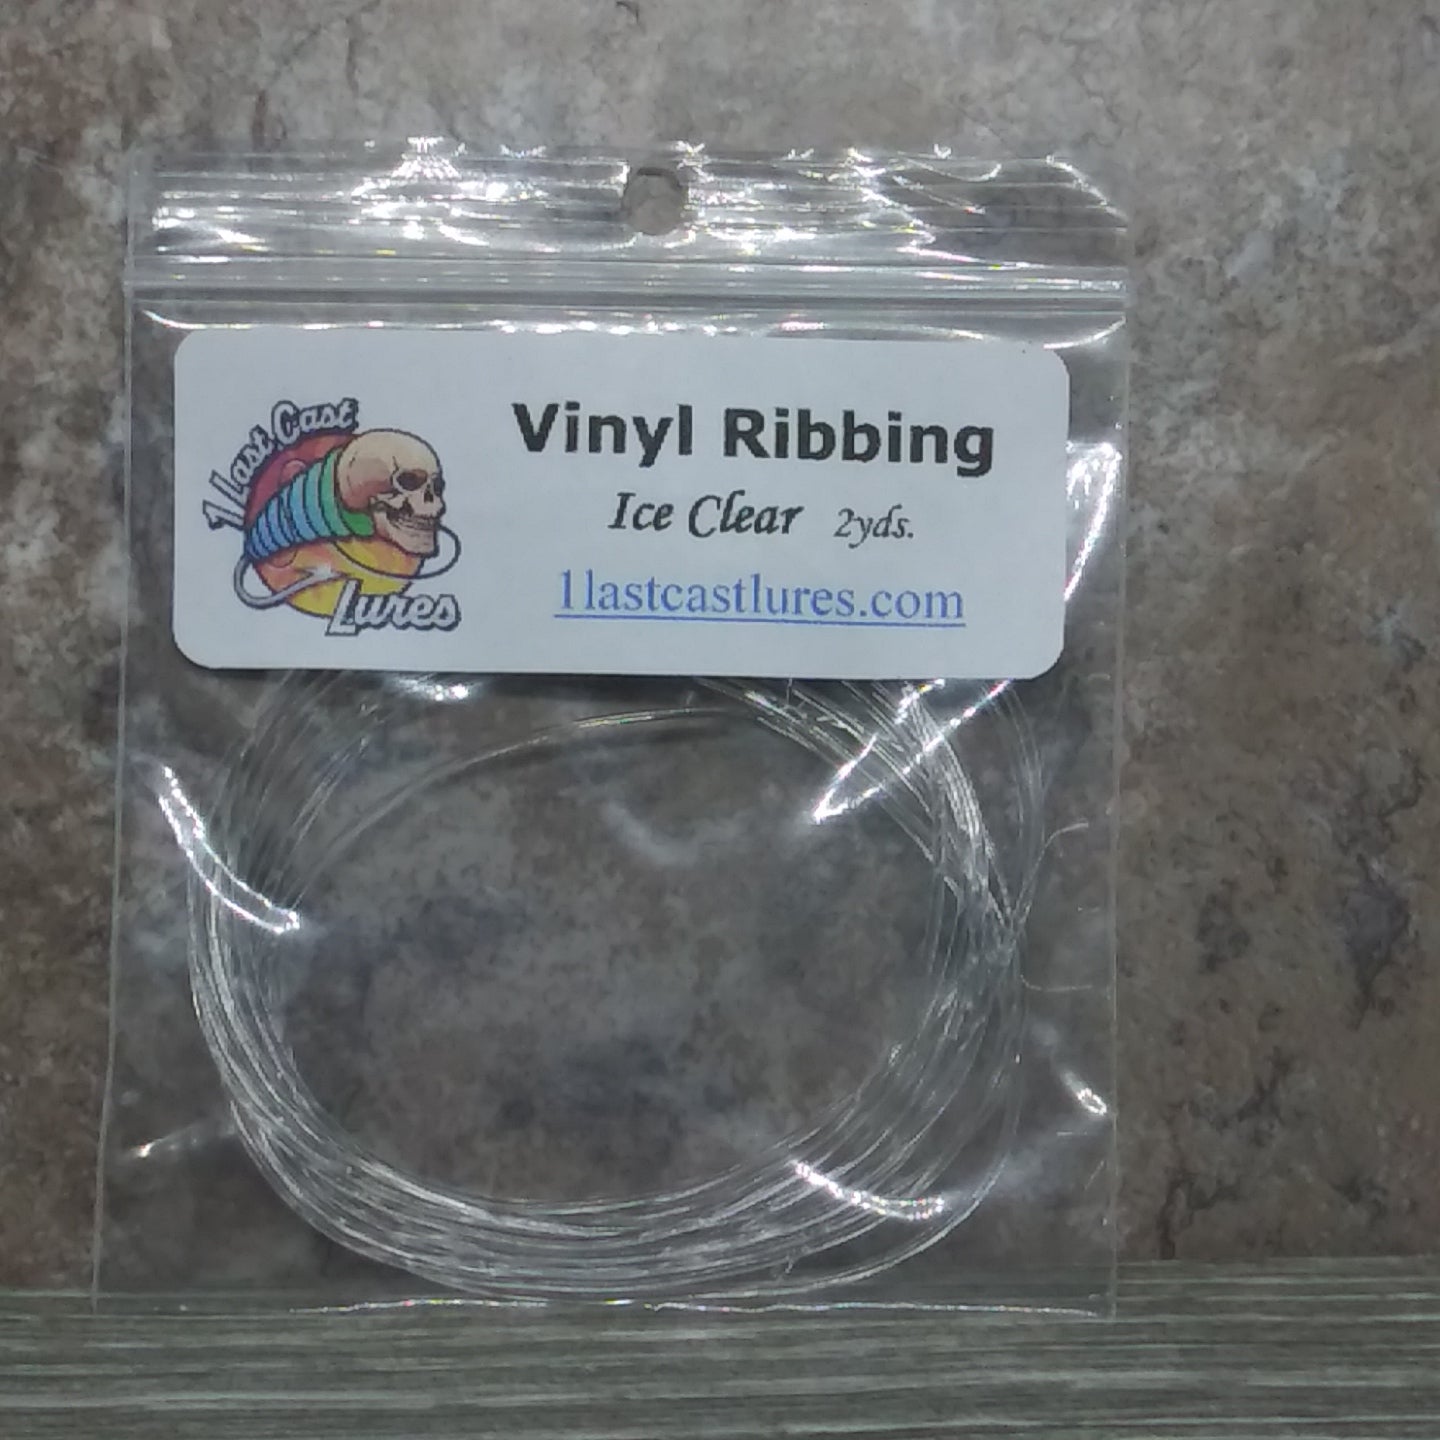 1 Last Cast
Lures
Vinyl Ribbing
Ice Clear 2yds.
1lastcastlures.com